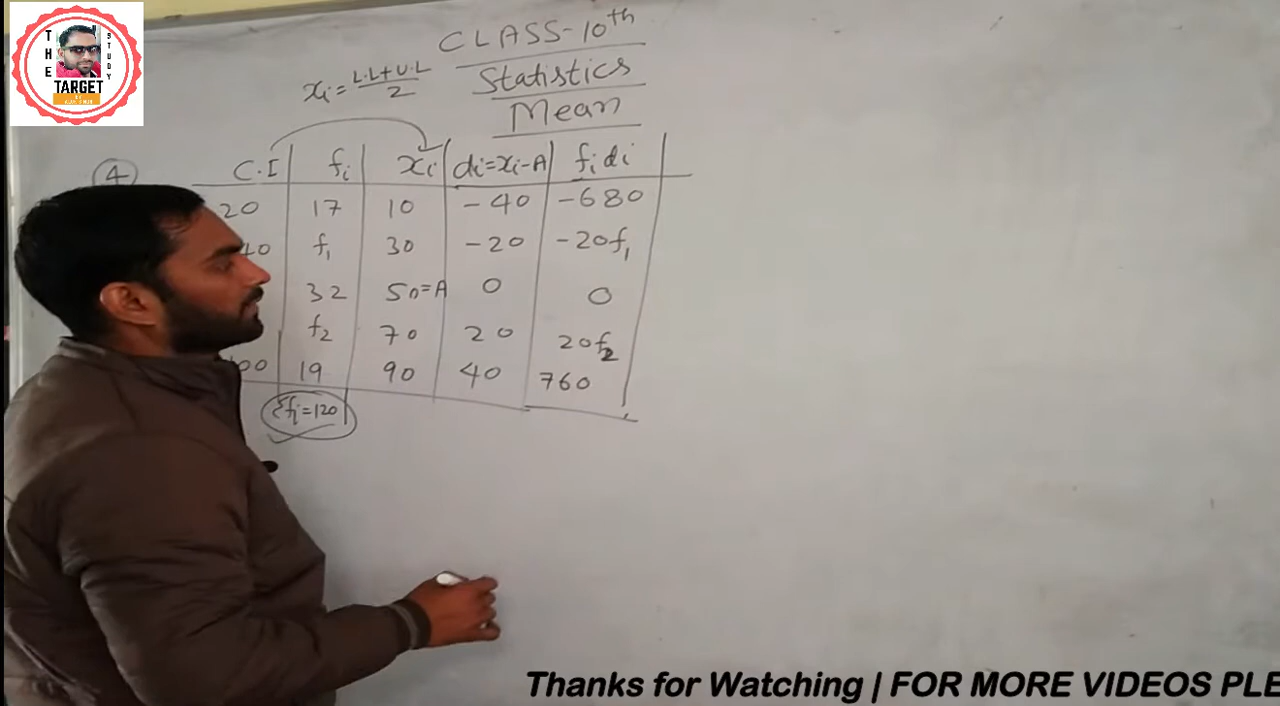 THE STUDY
TARGET
CLASS-10th
Statistics
Mean
xi = L.L+U.L / 2
4
C.I fi xi di=xi-A fidi
20 17 10 -40 -680
40 f1 30 -20 -20f1
32 50=A 0 0
f2 70 20 20f2
100 19 90 40 760
Σfi=120
Thanks for Watching | FOR MORE VIDEOS PLE